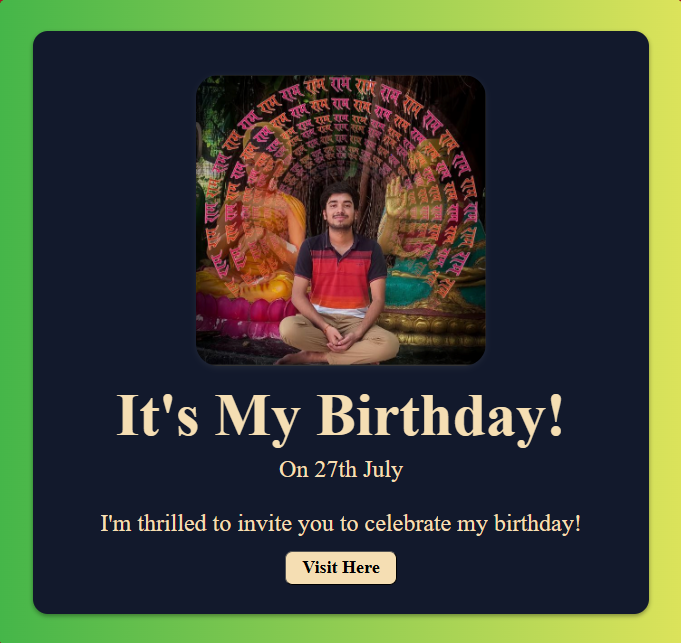 राम राम राम राम राम राम राम राम राम राम राम राम
It's My Birthday!
On 27th July
I'm thrilled to invite you to celebrate my birthday!
Visit Here